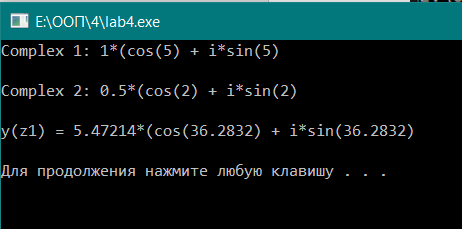 E:\ООП\4\lab4.exe
Complex 1: 1*(cos(5) + i*sin(5)
Complex 2: 0.5*(cos(2) + i*sin(2)
y(z1) = 5.47214*(cos(36.2832) + i*sin(36.2832)
Для продолжения нажмите любую клавишу . . .